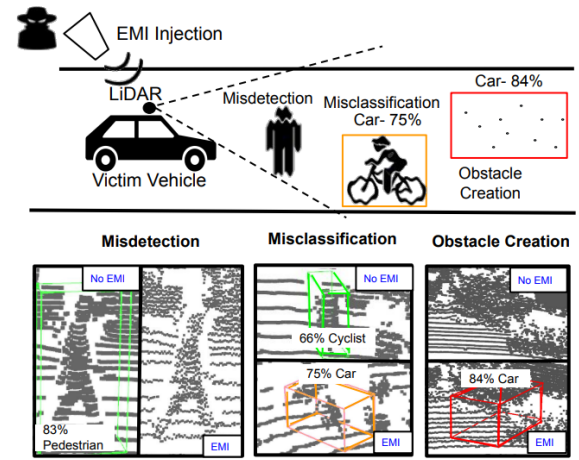 EMI Injection
LiDAR
Victim Vehicle
Misdetection
Misclassification
Car- 75%
Car- 84%
Obstacle
Creation
Misdetection
No EMI
83%
Pedestrian
EMI
Misclassification
No EMI
66% Cyclist
75% Car
EMI
Obstacle Creation
No EMI
84% Car
EMI